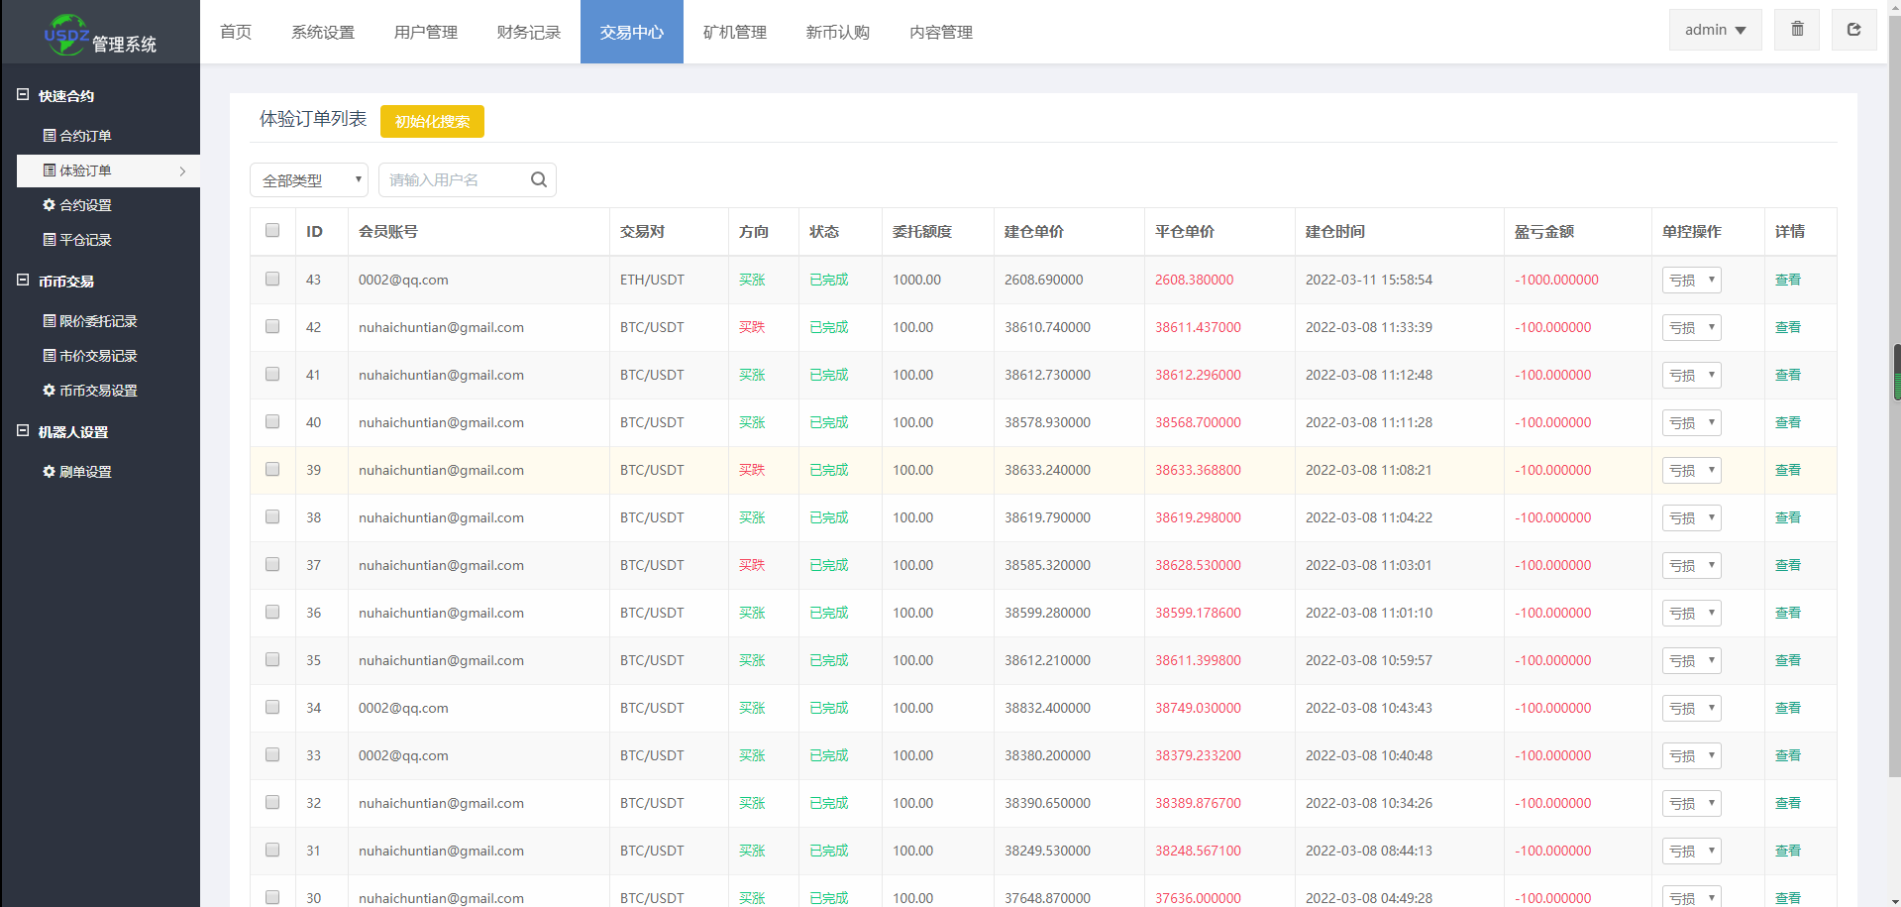 USDZ 管理系统
首页 系统设置 用户管理 财务记录 交易中心 矿机管理 新币认购 内容管理 admin
快速合约
合约订单
体验订单
合约设置
平仓记录
币币交易
限价委托记录
市价交易记录
币币交易设置
机器人设置
刷单设置
体验订单列表 初始化搜索
全部类型 请输入用户名
ID 会员账号 交易对 方向 状态 委托额度 建仓单价 平仓单价 建仓时间 盈亏金额 单控操作 详情
43 0002@qq.com ETH/USDT 买涨 已完成 1000.00 2608.690000 2608.380000 2022-03-11 15:58:54 -1000.000000 亏损 查看
42 nuhaichuntian@gmail.com BTC/USDT 买跌 已完成 100.00 38610.740000 38611.437000 2022-03-08 11:33:39 -100.000000 亏损 查看
41 nuhaichuntian@gmail.com BTC/USDT 买涨 已完成 100.00 38612.730000 38612.296000 2022-03-08 11:12:48 -100.000000 亏损 查看
40 nuhaichuntian@gmail.com BTC/USDT 买涨 已完成 100.00 38578.930000 38568.700000 2022-03-08 11:11:28 -100.000000 亏损 查看
39 nuhaichuntian@gmail.com BTC/USDT 买跌 已完成 100.00 38633.240000 38633.368800 2022-03-08 11:08:21 -100.000000 亏损 查看
38 nuhaichuntian@gmail.com BTC/USDT 买涨 已完成 100.00 38619.790000 38619.298000 2022-03-08 11:04:22 -100.000000 亏损 查看
37 nuhaichuntian@gmail.com BTC/USDT 买跌 已完成 100.00 38585.320000 38628.530000 2022-03-08 11:03:01 -100.000000 亏损 查看
36 nuhaichuntian@gmail.com BTC/USDT 买涨 已完成 100.00 38599.280000 38599.178600 2022-03-08 11:01:10 -100.000000 亏损 查看
35 nuhaichuntian@gmail.com BTC/USDT 买涨 已完成 100.00 38612.210000 38611.399800 2022-03-08 10:59:57 -100.000000 亏损 查看
34 0002@qq.com BTC/USDT 买涨 已完成 100.00 38832.400000 38749.030000 2022-03-08 10:43:43 -100.000000 亏损 查看
33 0002@qq.com BTC/USDT 买涨 已完成 100.00 38380.200000 38379.233200 2022-03-08 10:40:48 -100.000000 亏损 查看
32 nuhaichuntian@gmail.com BTC/USDT 买涨 已完成 100.00 38390.650000 38389.876700 2022-03-08 10:34:26 -100.000000 亏损 查看
31 nuhaichuntian@gmail.com BTC/USDT 买涨 已完成 100.00 38249.530000 38248.567100 2022-03-08 08:44:13 -100.000000 亏损 查看
30 nuhaichuntian@gmail.com BTC/USDT 买涨 已完成 100.00 37648.870000 37636.000000 2022-03-08 04:49:28 -100.000000 亏损 查看